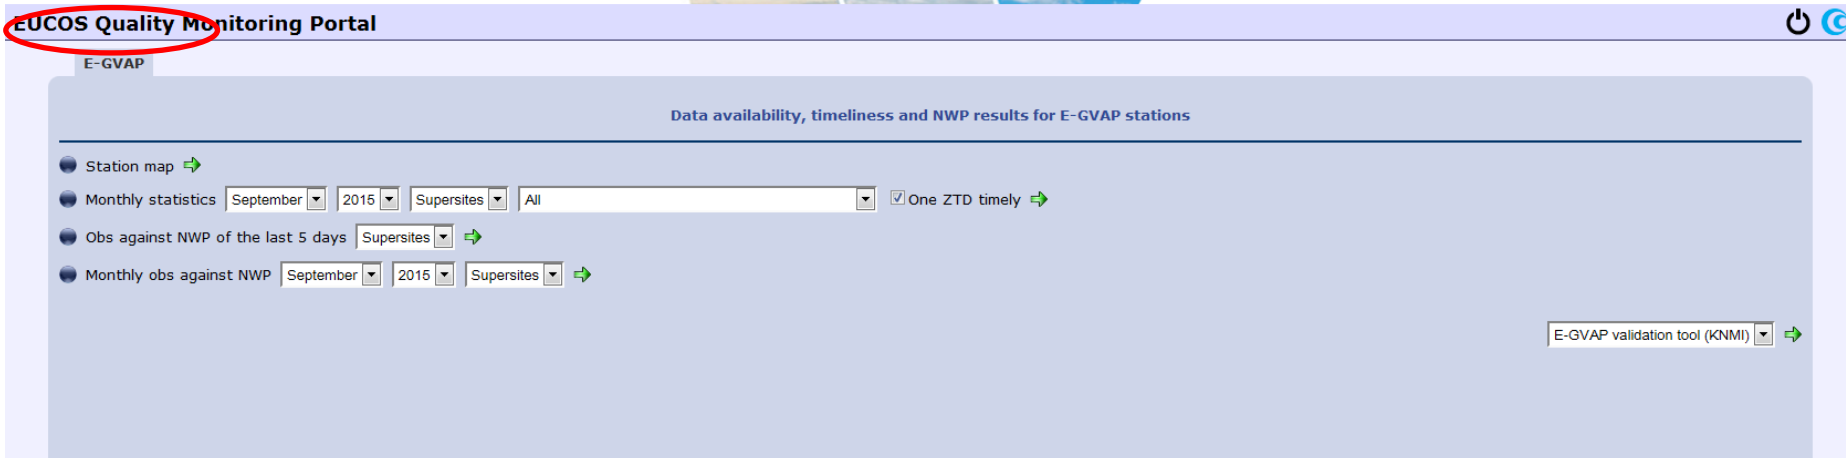 EUCOS Quality Monitoring Portal
E-GVAP
Data availability, timeliness and NWP results for E-GVAP stations
Station map
Monthly statistics September 2015 Supersites All One ZTD timely
Obs against NWP of the last 5 days Supersites
Monthly obs against NWP September 2015 Supersites
E-GVAP validation tool (KNMI)